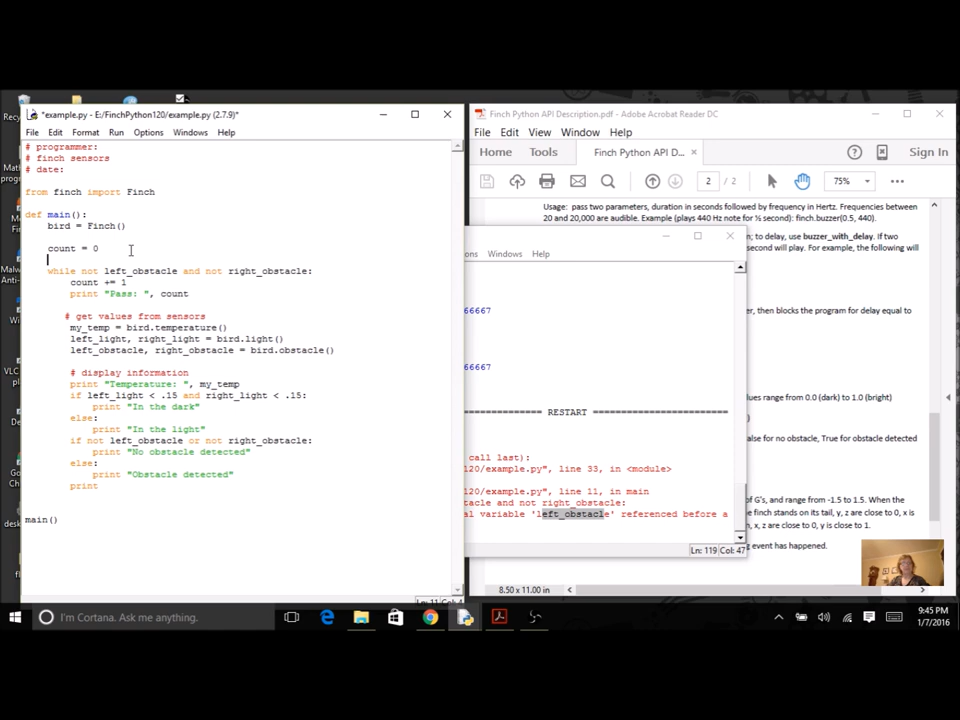 *example.py - E:/FinchPython120/example.py (2.7.9)*
File Edit Format Run Options Windows Help
# programmer:
# finch sensors
# date:
from finch import Finch
def main():
bird = Finch()
count = 0
while not left_obstacle and not right_obstacle:
count += 1
print "Pass: ", count
# get values from sensors
my_temp = bird.temperature()
left_light, right_light = bird.light()
left_obstacle, right_obstacle = bird.obstacle()
# display information
print "Temperature: ", my_temp
if left_light < .15 and right_light < .15:
print "In the dark"
else:
print "In the light"
if not left_obstacle or not right_obstacle:
print "No obstacle detected"
else:
print "Obstacle detected"
print
main()
Finch Python API Description.pdf - Adobe Acrobat Reader DC
File Edit View Window Help
Home Tools Finch Python API D... × Sign In
2 / 2 75%
Usage: pass two parameters, duration in seconds followed by frequency in Hertz. Frequencies between
20 and 20,000 are audible. Example (plays 440 Hz note for ½ second): finch.buzzer(0.5, 440).
n; to delay, use buzzer_with_delay. If two
second will play. For example, the following will
er, then blocks the program for delay equal to
lues range from 0.0 (dark) to 1.0 (bright)
alse for no obstacle, True for obstacle detected
of G's, and range from -1.5 to 1.5. When the
e finch stands on its tail, y, z are close to 0, x is
n, x, z are close to 0, y is close to 1.
ng event has happened.
8.50 x 11.00 in
ons Windows Help
66667
66667
============== RESTART ========================
call last):
120/example.py", line 33, in <module>
120/example.py", line 11, in main
stacle and not right_obstacle:
al variable 'left_obstacle' referenced before a
Ln: 119 Col: 47
I'm Cortana. Ask me anything.
9:45 PM
1/7/2016